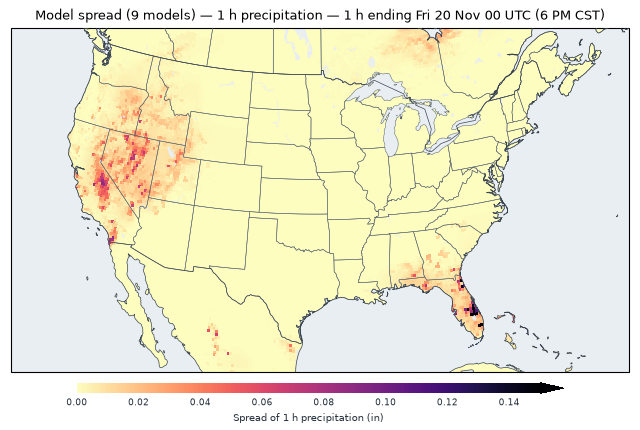 Model spread (9 models) — 1 h precipitation — 1 h ending Fri 20 Nov 00 UTC (6 PM CST)
0.00 0.02 0.04 0.06 0.08 0.10 0.12 0.14
Spread of 1 h precipitation (in)